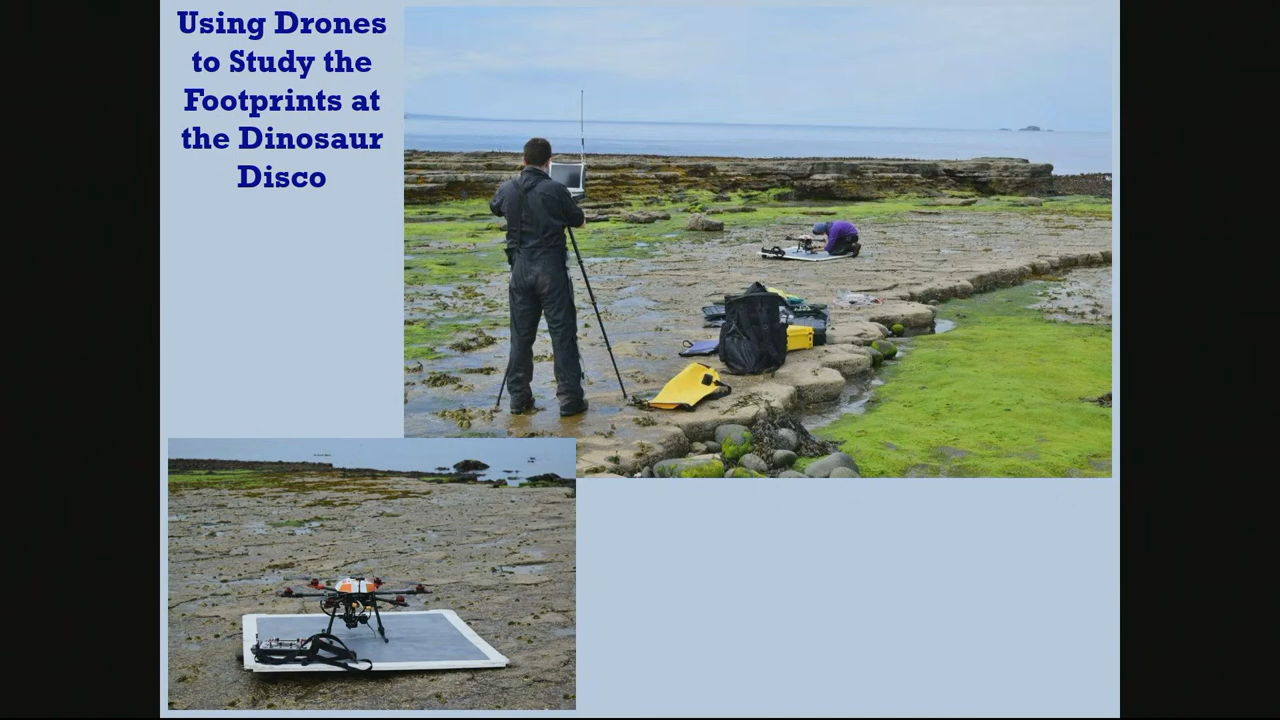 Using Drones
to Study the
Footprints at
the Dinosaur
Disco